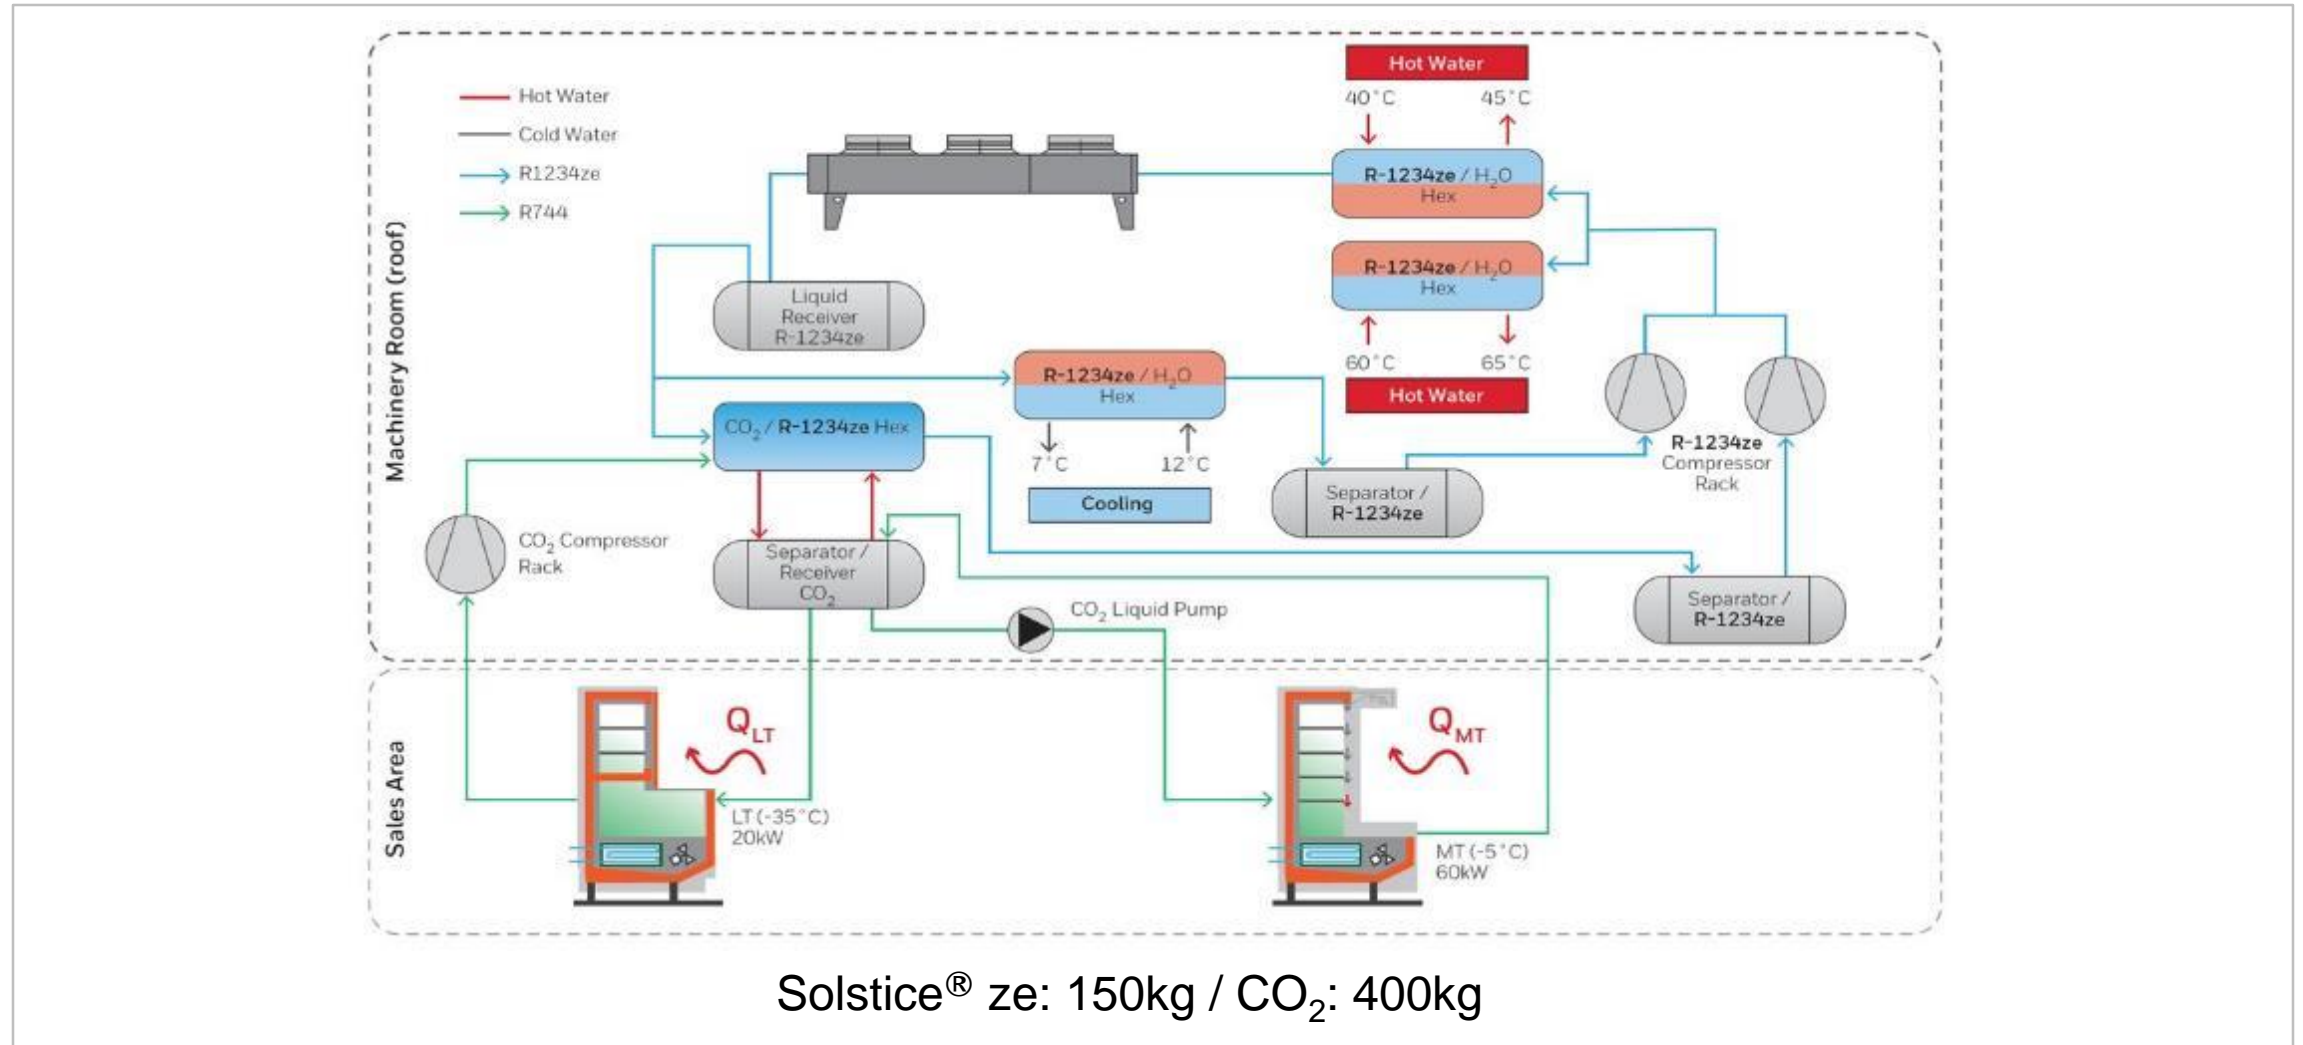 Hot Water
Cold Water
R1234ze
R744
Machinery Room (roof)
Hot Water
40°C 45°C
R-1234ze / H₂O
Hex
R-1234ze / H₂O
Hex
60°C 65°C
Hot Water
Liquid
Receiver
R-1234ze
R-1234ze / H₂O
Hex
7°C 12°C
Cooling
CO₂ / R-1234ze Hex
R-1234ze
Compressor
Rack
Separator /
R-1234ze
CO₂ Compressor
Rack
Separator /
Receiver
CO₂
CO₂ Liquid Pump
Separator /
R-1234ze
Sales Area
Q LT
LT (-35°C)
20kW
Q MT
MT (-5°C)
60kW
Solstice® ze: 150kg / CO₂: 400kg